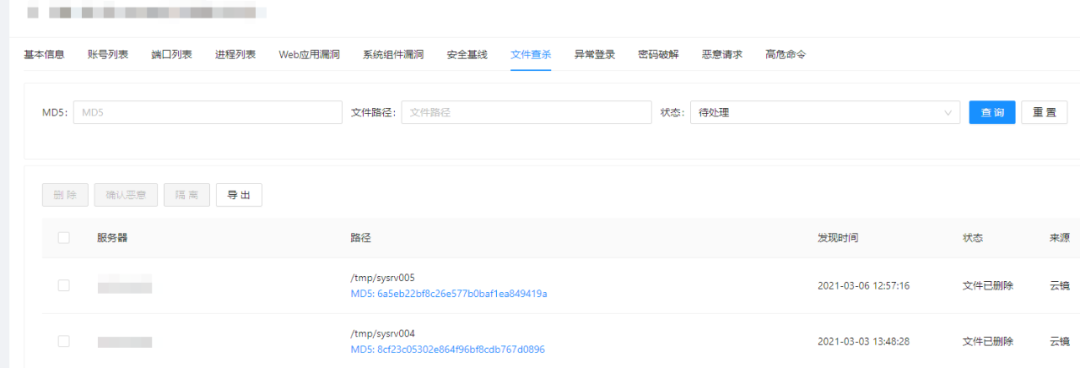 基本信息 账号列表 端口列表 进程列表 Web应用漏洞 系统组件漏洞 安全基线 文件查杀 异常登录 密码破解 恶意请求 高危命令
MD5: MD5 文件路径: 文件路径 状态: 待处理 查 询 重 置
删 除 确认恶意 隔 离 导 出
服务器 路径 发现时间 状态 来源
/tmp/sysrv005
MD5: 6a5eb22bf8c26e577b0baf1ea849419a
2021-03-06 12:57:16 文件已删除 云镜
/tmp/sysrv004
MD5: 8cf23c05302e864f96bf8cdb767d0896
2021-03-03 13:48:28 文件已删除 云镜